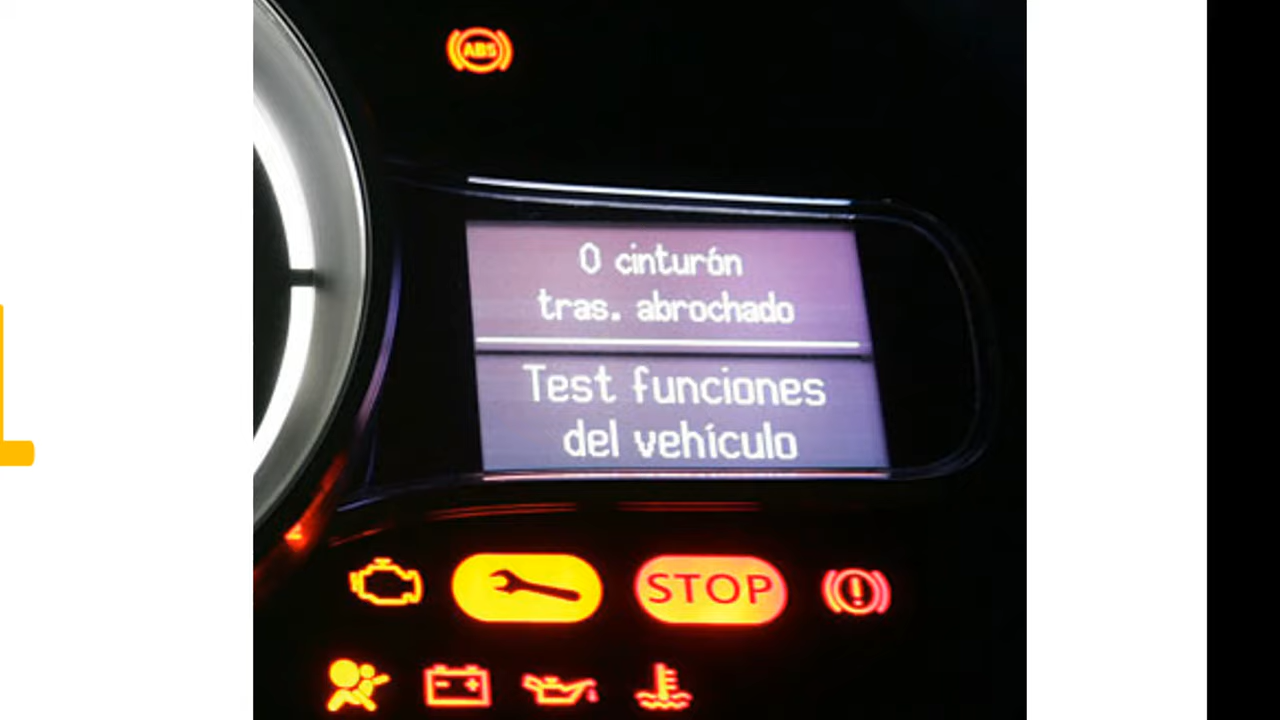 ABS
0 cinturón
tras. abrochado
Test funciones
del vehículo
STOP